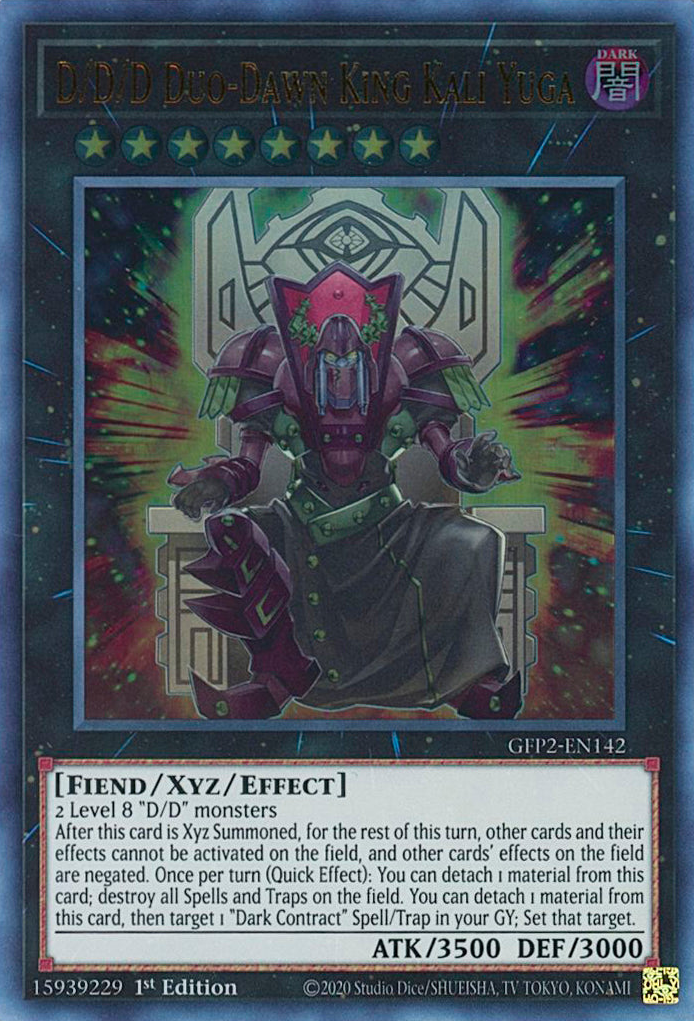 D/D/D Duo-Dawn King Kali Yuga
DARK
闇
GFP2-EN142
[Fiend/Xyz/Effect]
2 Level 8 "D/D" monsters
After this card is Xyz Summoned, for the rest of this turn, other cards and their
effects cannot be activated on the field, and other cards' effects on the field
are negated. Once per turn (Quick Effect): You can detach 1 material from this
card; destroy all Spells and Traps on the field. You can detach 1 material from
this card, then target 1 "Dark Contract" Spell/Trap in your GY; Set that target.
ATK/3500 DEF/3000
15939229 1st Edition ©2020 Studio Dice/SHUEISHA, TV TOKYO, KONAMI